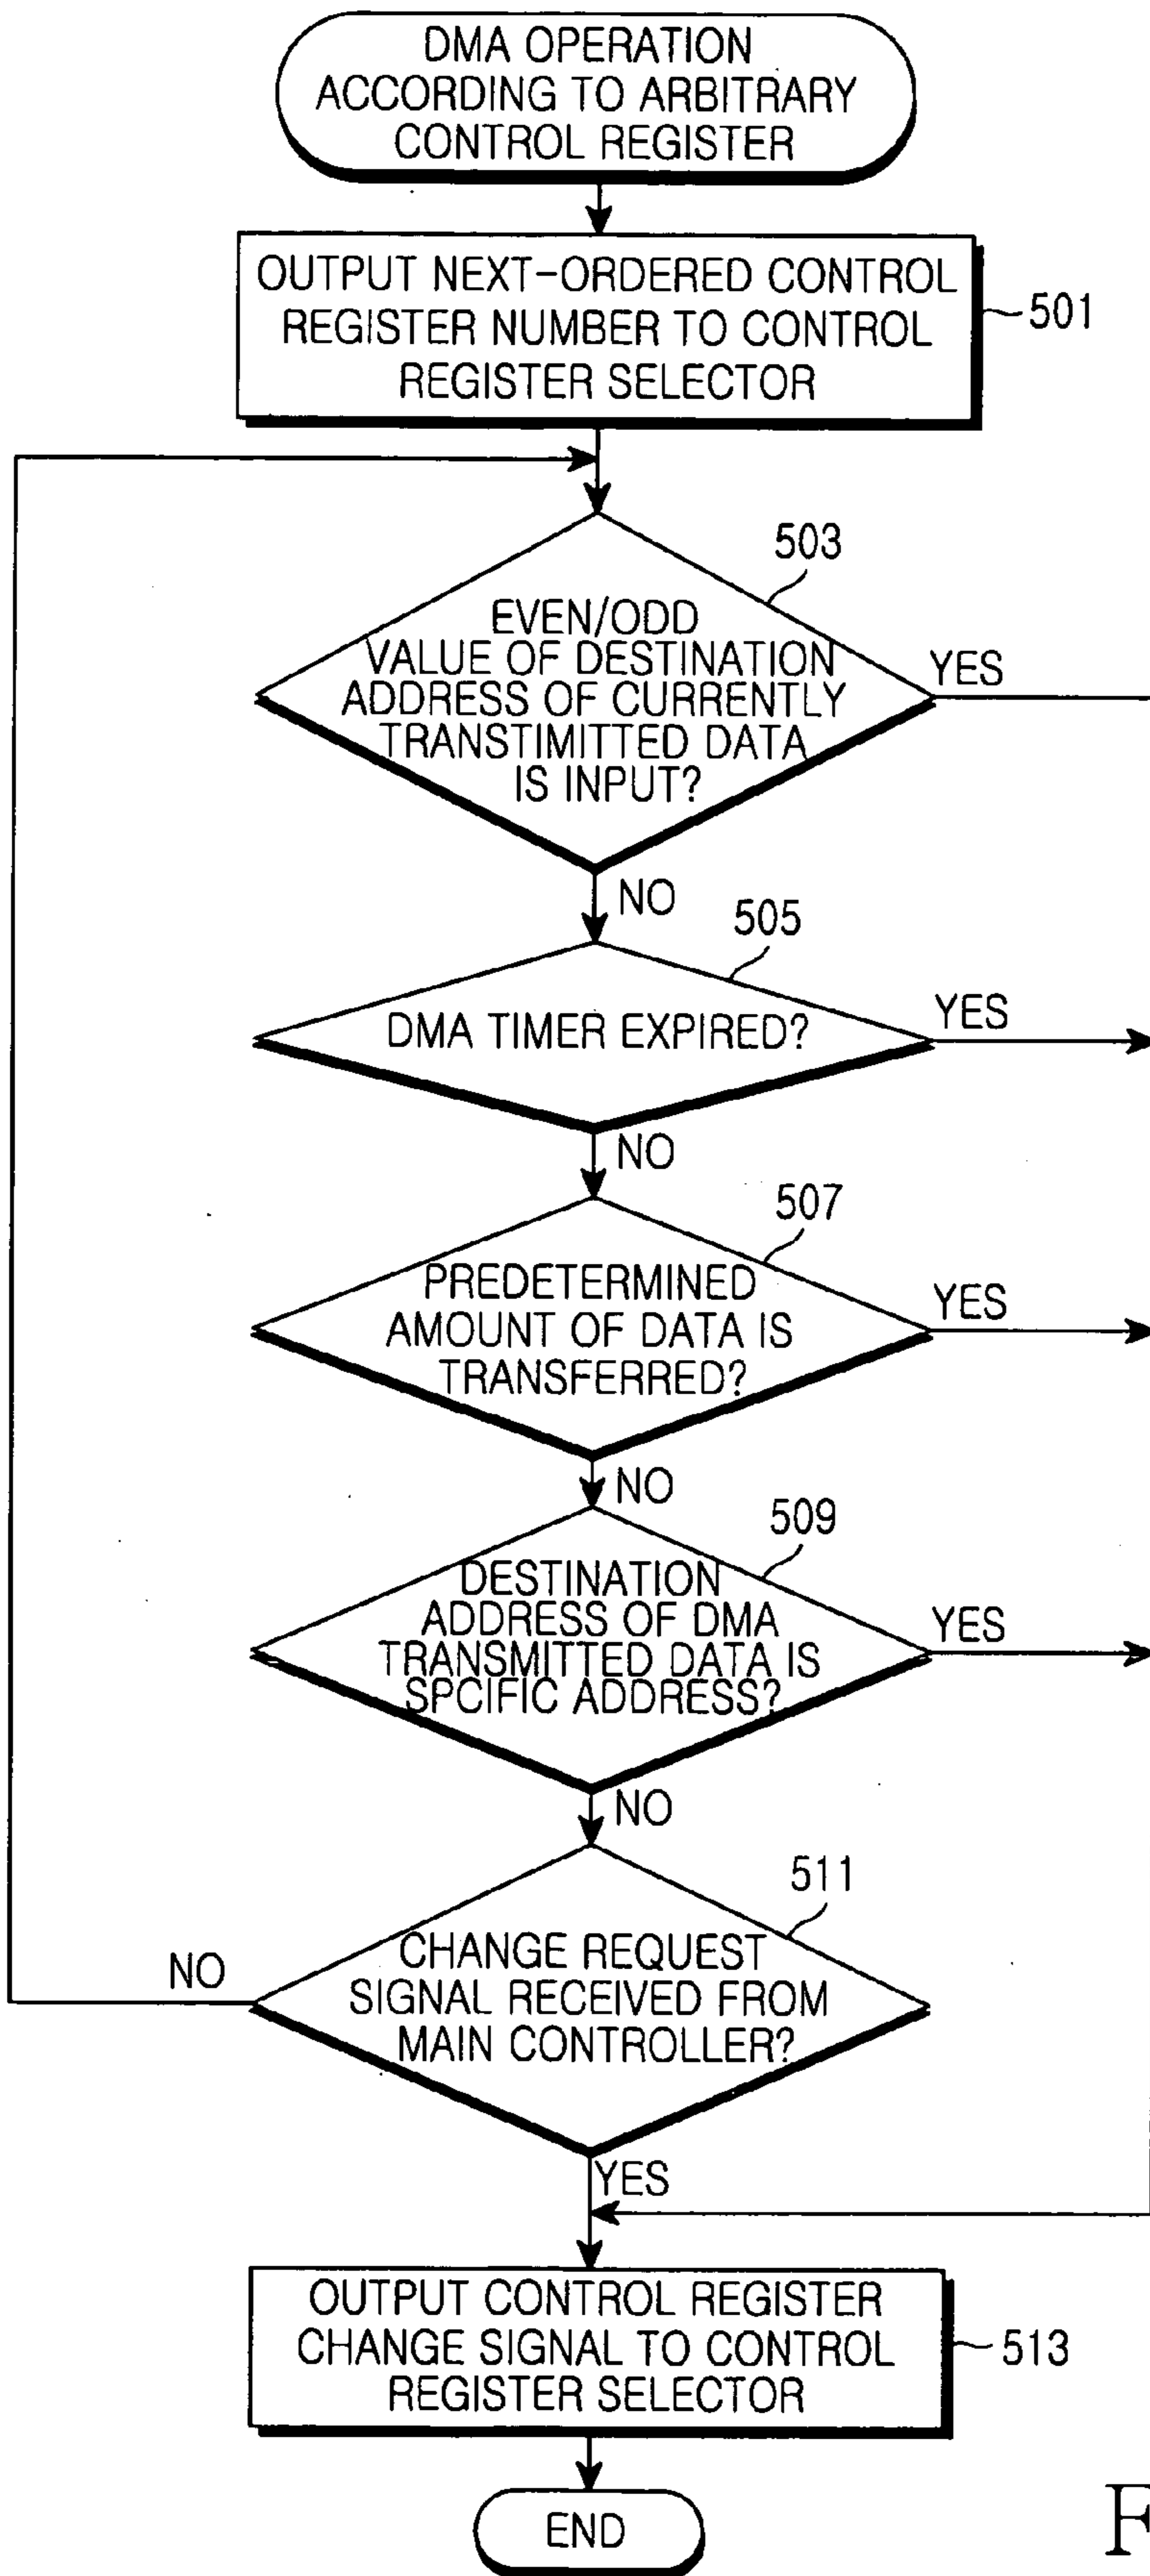 DMA OPERATION
ACCORDING TO ARBITRARY
CONTROL REGISTER
OUTPUT NEXT-ORDERED CONTROL
REGISTER NUMBER TO CONTROL
REGISTER SELECTOR
501
503
EVEN/ODD
VALUE OF DESTINATION
ADDRESS OF CURRENTLY
TRANSTIMITTED DATA
IS INPUT?
YES
NO
505
DMA TIMER EXPIRED?
YES
NO
507
PREDETERMINED
AMOUNT OF DATA IS
TRANSFERRED?
YES
NO
509
DESTINATION
ADDRESS OF DMA
TRANSMITTED DATA IS
SPCIFIC ADDRESS?
YES
NO
511
CHANGE REQUEST
SIGNAL RECEIVED FROM
MAIN CONTROLLER?
NO
YES
OUTPUT CONTROL REGISTER
CHANGE SIGNAL TO CONTROL
REGISTER SELECTOR
513
END
F